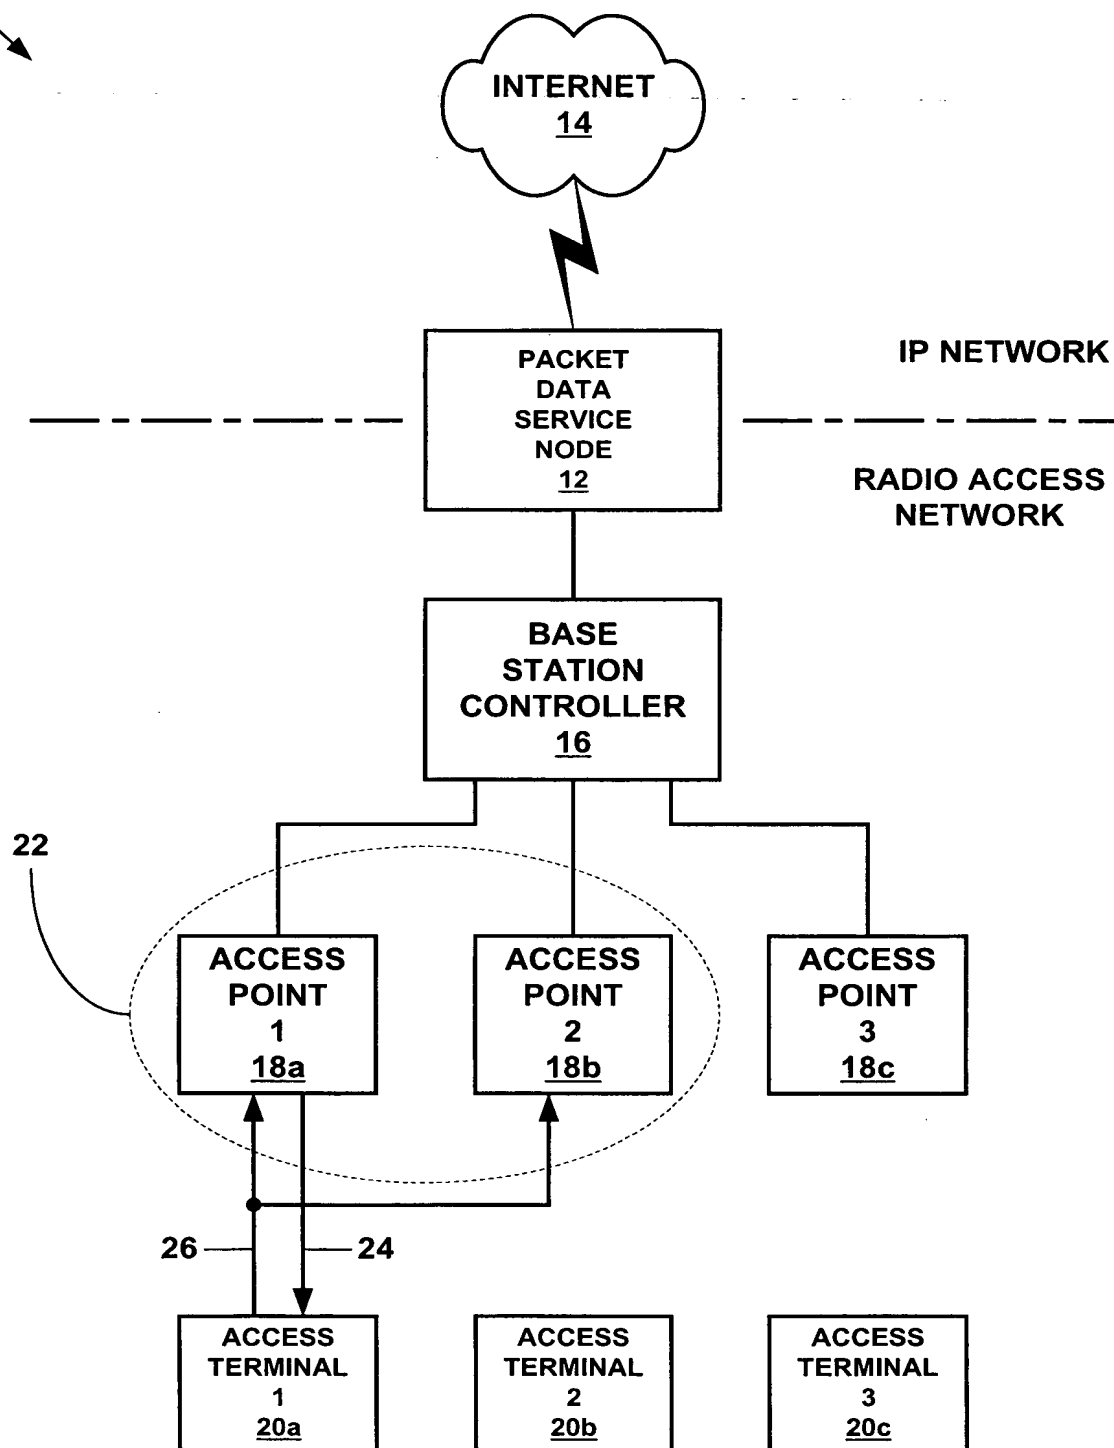 INTERNET
14
PACKET
DATA
SERVICE
NODE
12
IP NETWORK
RADIO ACCESS
NETWORK
BASE
STATION
CONTROLLER
16
22
ACCESS
POINT
1
18a
ACCESS
POINT
2
18b
ACCESS
POINT
3
18c
26
24
ACCESS
TERMINAL
1
20a
ACCESS
TERMINAL
2
20b
ACCESS
TERMINAL
3
20c